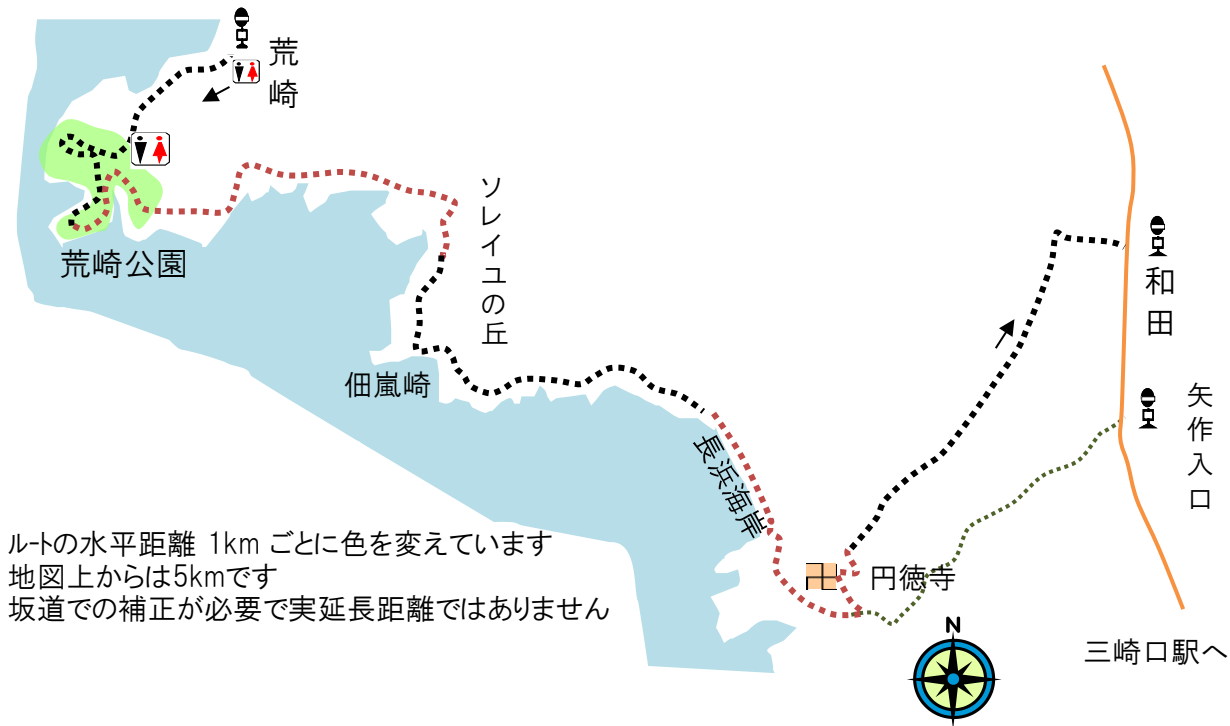 荒崎
荒崎公園
ソレイユの丘
佃嵐崎
長浜海岸
和田
矢作入口
円徳寺
ルートの水平距離 1km ごとに色を変えています
地図上からは5kmです
坂道での補正が必要で実延長距離ではありません
N
三崎口駅へ